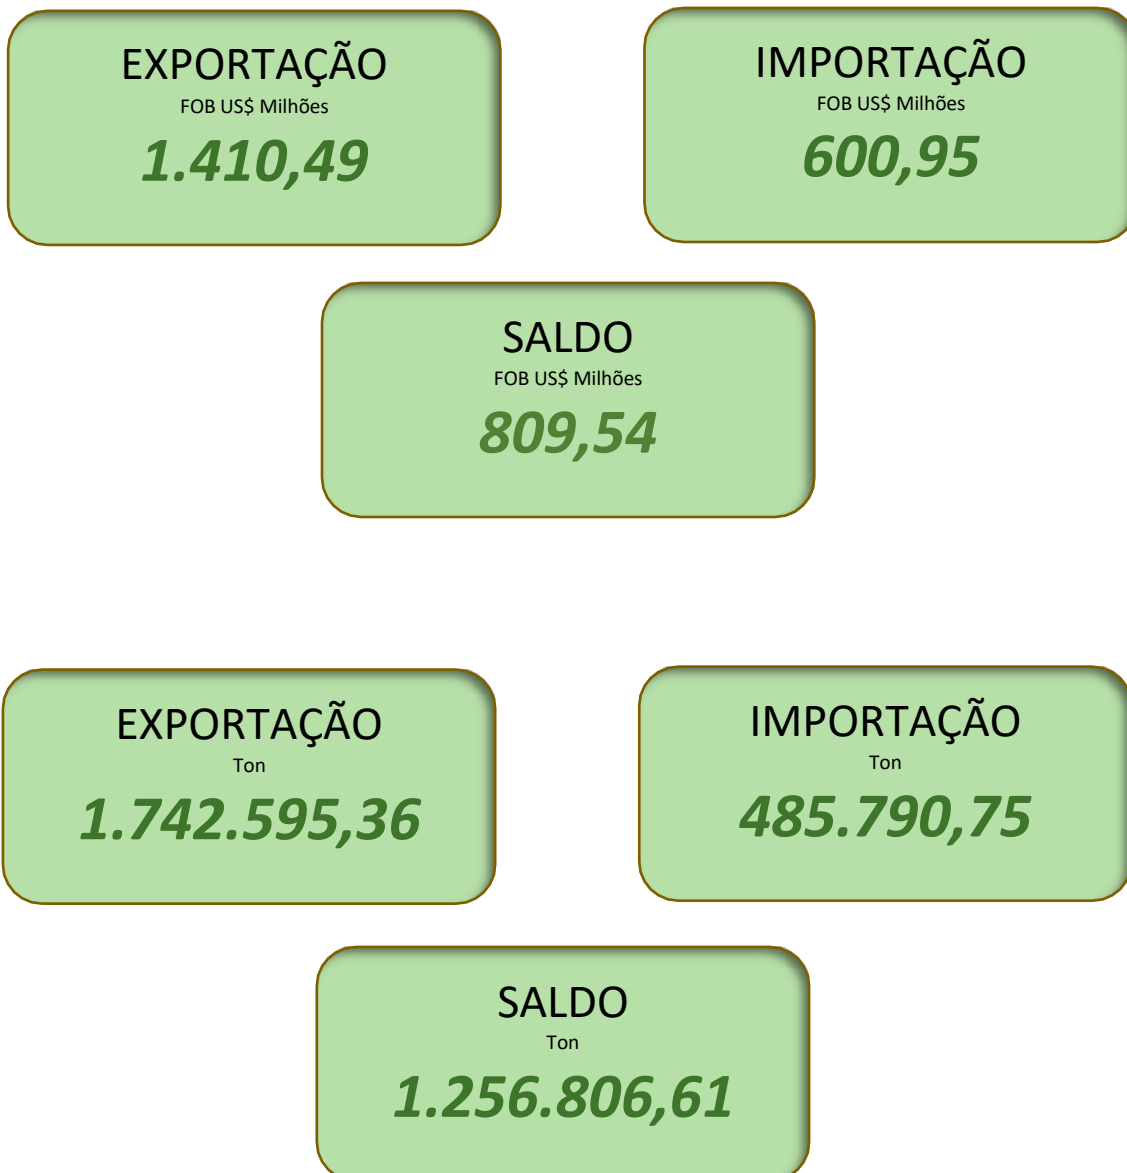 EXPORTAÇÃO
FOB US$ Milhões
1.410,49
IMPORTAÇÃO
FOB US$ Milhões
600,95
SALDO
FOB US$ Milhões
809,54
EXPORTAÇÃO
Ton
1.742.595,36
IMPORTAÇÃO
Ton
485.790,75
SALDO
Ton
1.256.806,61